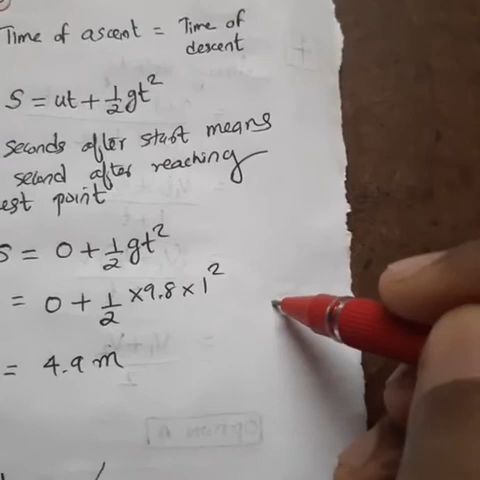 Time of ascent = Time of descent
S = ut + 1/2 gt²
seconds after start means
second after reaching
est point
S = 0 + 1/2 gt²
= 0 + 1/2 × 9.8 × 1²
= 4.9 m